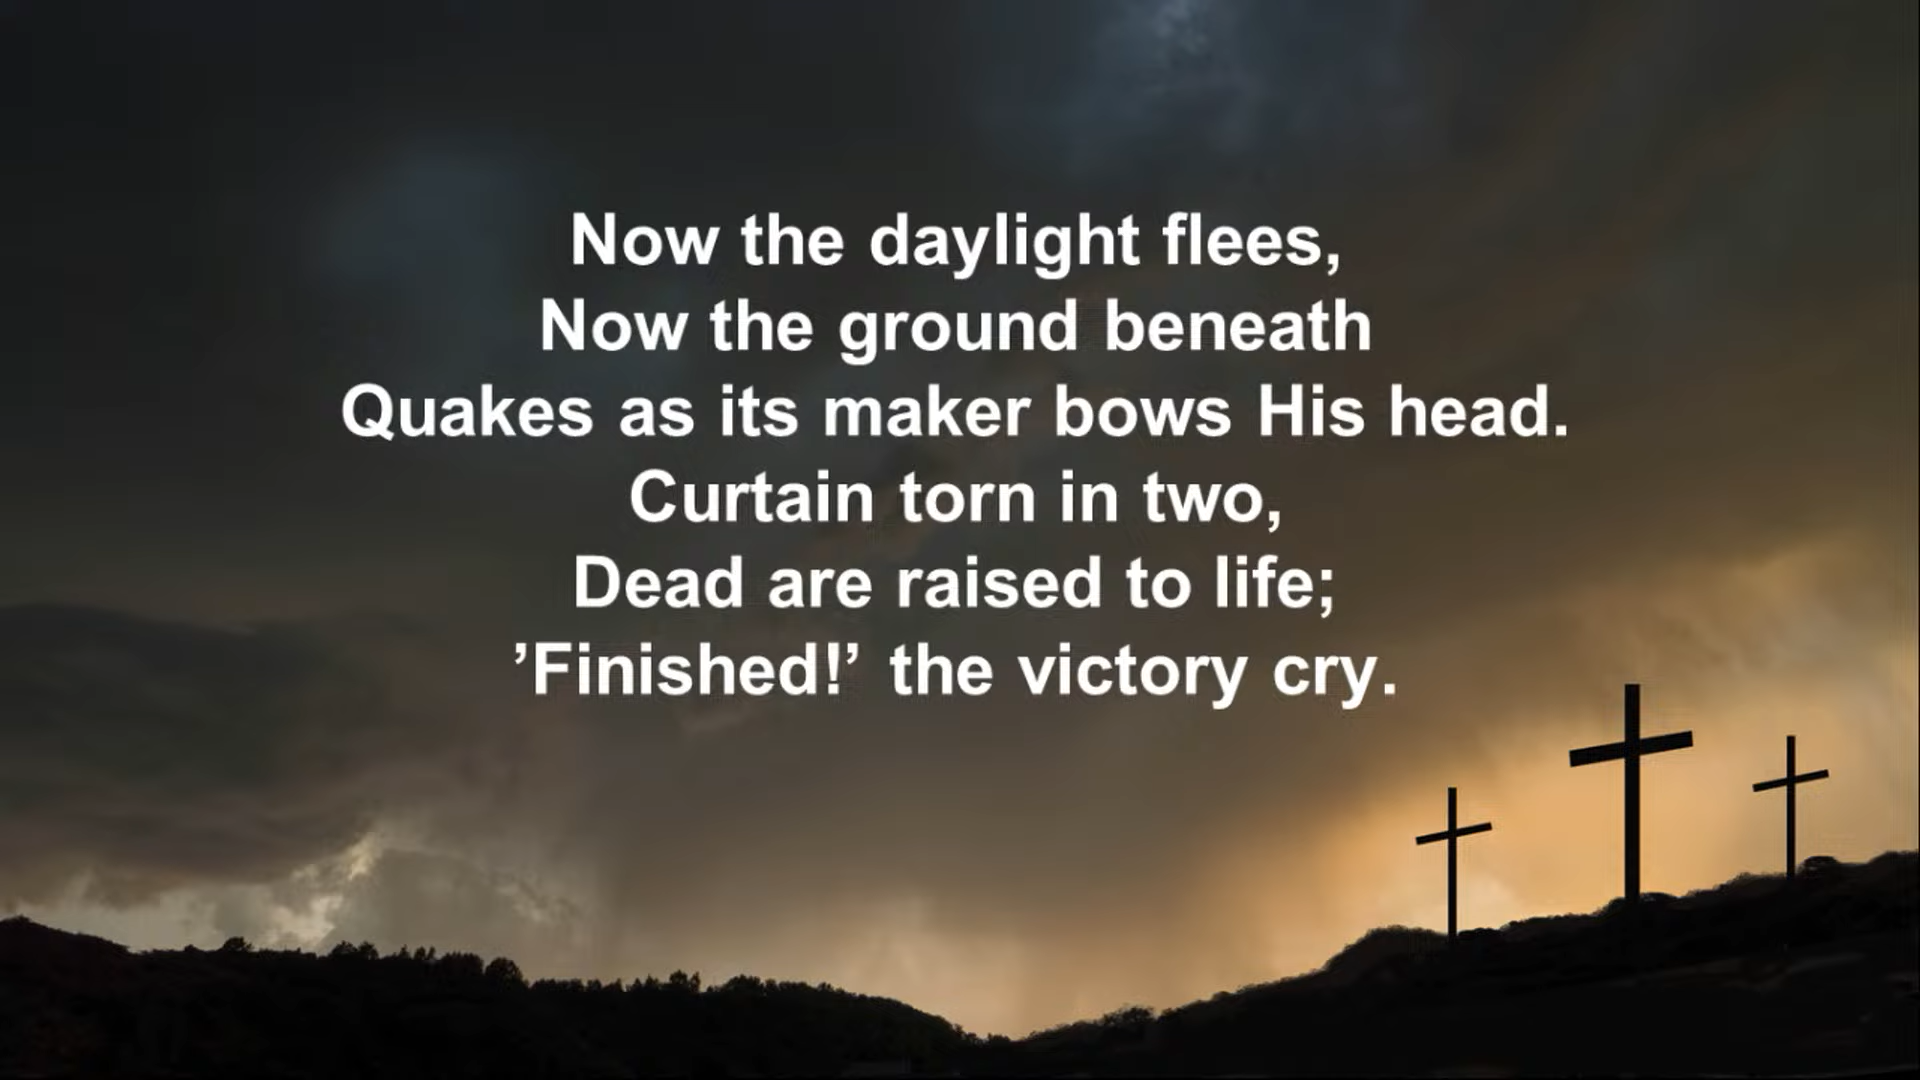 Now the daylight flees,
Now the ground beneath
Quakes as its maker bows His head.
Curtain torn in two,
Dead are raised to life;
’Finished!’ the victory cry.